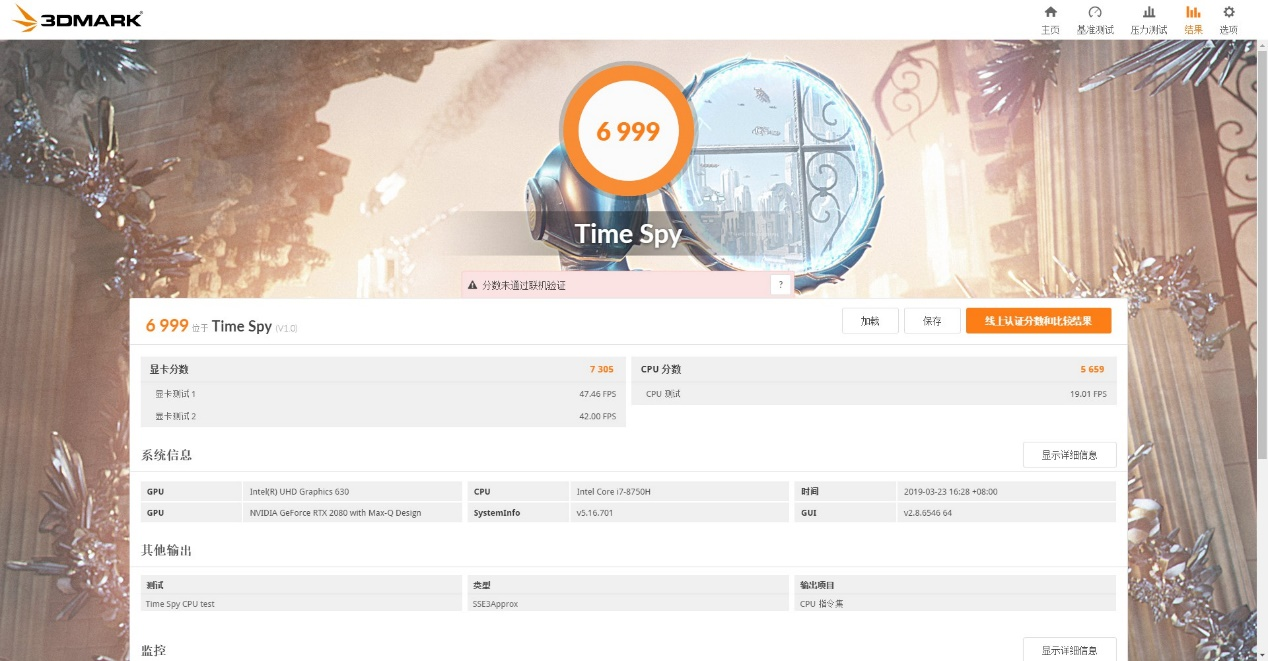 3DMARK
主页 基准测试 压力测试 结果 选项
6 999
Time Spy
分数未通过联机验证 ?
6 999 位于 Time Spy (V1.0)
加载 保存 线上认证分数和比较结果
显卡分数 7 305 CPU 分数 5 659
显卡测试 1 47.46 FPS CPU 测试 19.01 FPS
显卡测试 2 42.00 FPS
系统信息 显示详细信息
GPU Intel(R) UHD Graphics 630 CPU Intel Core i7-8750H 时间 2019-03-23 16:28 +08:00
GPU NVIDIA GeForce RTX 2080 with Max-Q Design SystemInfo v5.16.701 GUI v2.8.6546 64
其他输出
测试 类型 输出项目
Time Spy CPU test SSE3Approx CPU 指令集
监控 显示详细信息